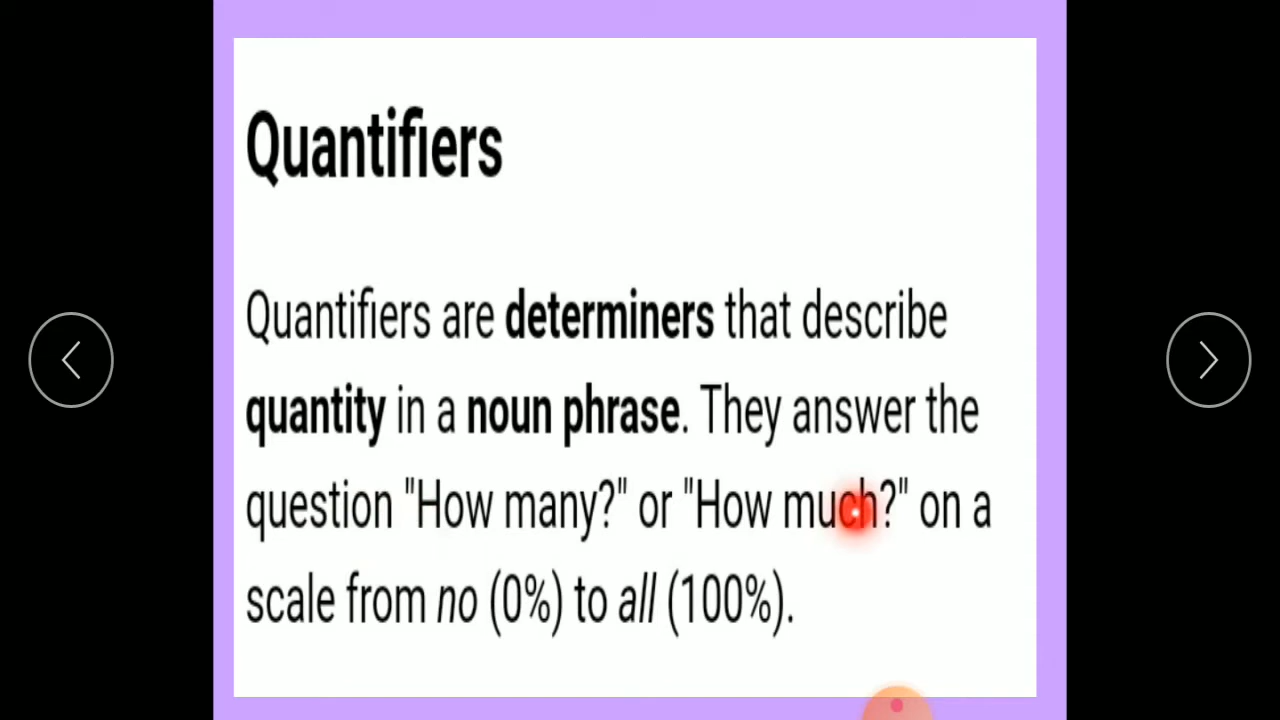 Quantifiers
Quantifiers are determiners that describe
quantity in a noun phrase. They answer the
question "How many?" or "How much?" on a
scale from no (0%) to all (100%).